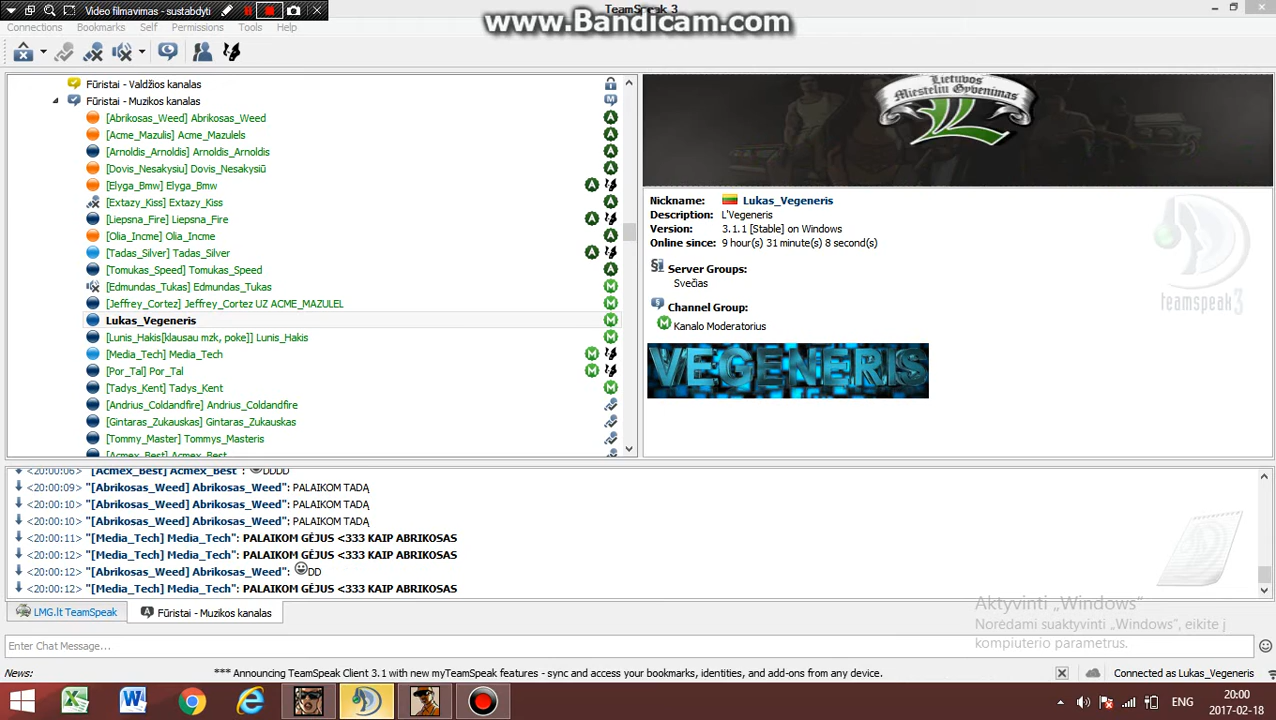 Video filmavimas - sustabdyti
TeamSpeak 3
www.Bandicam.com
Connections Bookmarks Self Permissions Tools Help
Fūristai - Valdžios kanalas
Fūristai - Muzikos kanalas
[Abrikosas_Weed] Abrikosas_Weed
[Acme_Mazulis] Acme_Mazulels
[Arnoldis_Arnoldis] Arnoldis_Arnoldis
[Dovis_Nesakysiu] Dovis_Nesakysiū
[Elyga_Bmw] Elyga_Bmw
[Extazy_Kiss] Extazy_Kiss
[Liepsna_Fire] Liepsna_Fire
[Olia_Incme] Olia_Incme
[Tadas_Silver] Tadas_Silver
[Tomukas_Speed] Tomukas_Speed
[Edmundas_Tukas] Edmundas_Tukas
[Jeffrey_Cortez] Jeffrey_Cortez UZ ACME_MAZULEL
Lukas_Vegeneris
[Lunis_Hakis[klausau mzk, poke]] Lunis_Hakis
[Media_Tech] Media_Tech
[Por_Tal] Por_Tal
[Tadys_Kent] Tadys_Kent
[Andrius_Coldandfire] Andrius_Coldandfire
[Gintaras_Zukauskas] Gintaras_Zukauskas
[Tommy_Master] Tommys_Masteris
[Acmex_Best] Acmex_Best
Lietuvos
Miestelių Gyvenimas
Nickname: Lukas_Vegeneris
Description: L'Vegeneris
Version: 3.1.1 [Stable] on Windows
Online since: 9 hour(s) 31 minute(s) 8 second(s)
Server Groups:
Svečias
Channel Group:
Kanalo Moderatorius
VEGENERIS
teamspeak3
<20:00:06> "[Acmex_Best] Acmex_Best": DDDD
<20:00:09> "[Abrikosas_Weed] Abrikosas_Weed": PALAIKOM TADĄ
<20:00:10> "[Abrikosas_Weed] Abrikosas_Weed": PALAIKOM TADĄ
<20:00:10> "[Abrikosas_Weed] Abrikosas_Weed": PALAIKOM TADĄ
<20:00:11> "[Media_Tech] Media_Tech": PALAIKOM GĖJUS <333 KAIP ABRIKOSAS
<20:00:12> "[Media_Tech] Media_Tech": PALAIKOM GĖJUS <333 KAIP ABRIKOSAS
<20:00:12> "[Abrikosas_Weed] Abrikosas_Weed": DD
<20:00:12> "[Media_Tech] Media_Tech": PALAIKOM GĖJUS <333 KAIP ABRIKOSAS
LMG.lt TeamSpeak Fūristai - Muzikos kanalas
Aktyvinti „Windows“
Norėdami suaktyvinti „Windows“, eikite į
kompiuterio parametrus.
Enter Chat Message...
News: *** Announcing TeamSpeak Client 3.1 with new myTeamSpeak features - sync and access your bookmarks, identities, and add-ons from any device. Connected as Lukas_Vegeneris
ENG
20:00
2017-02-18